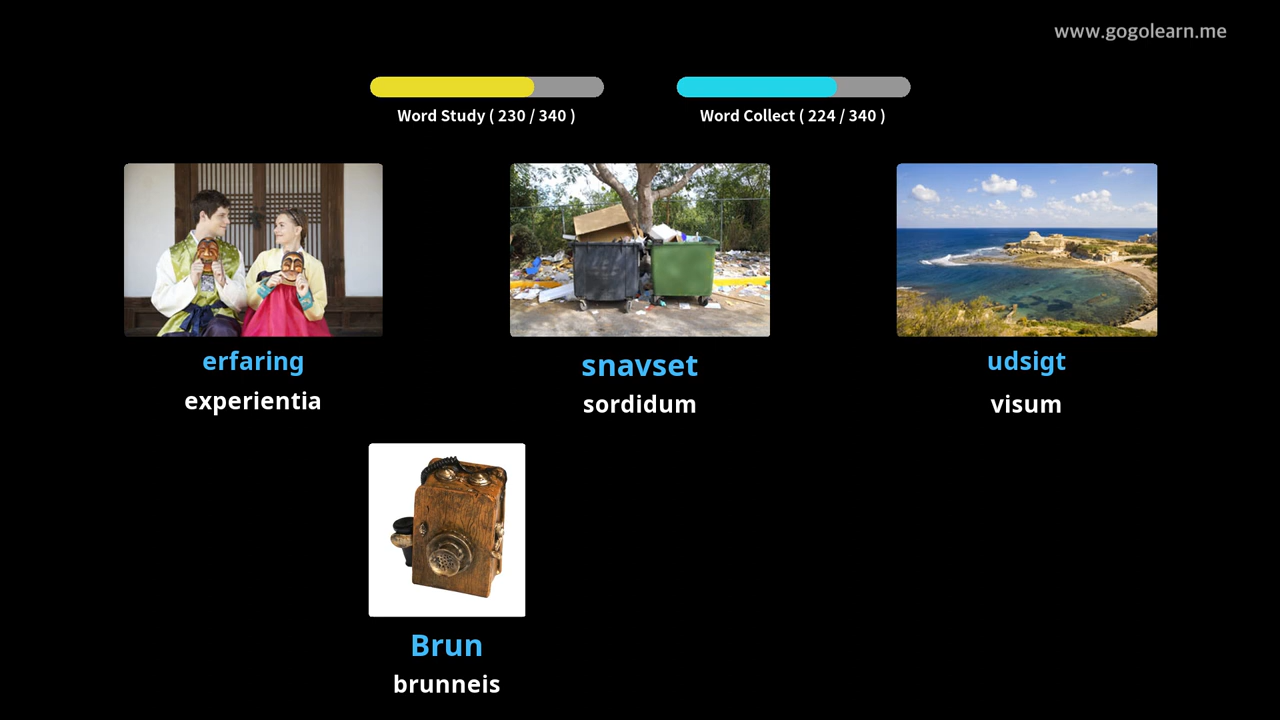 www.gogolearn.me
Word Study ( 230 / 340 )
Word Collect ( 224 / 340 )
erfaring
experientia
snavset
sordidum
udsigt
visum
Brun
brunneis